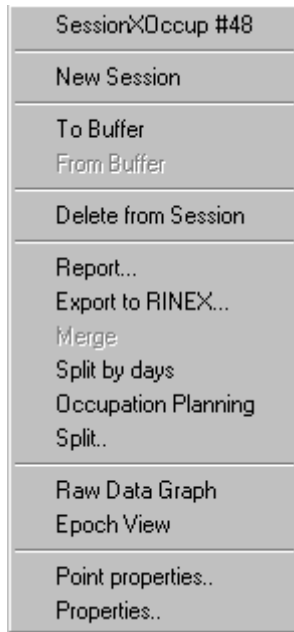 SessionXOccup #48
New Session
To Buffer
From Buffer
Delete from Session
Report...
Export to RINEX...
Merge
Split by days
Occupation Planning
Split..
Raw Data Graph
Epoch View
Point properties..
Properties..